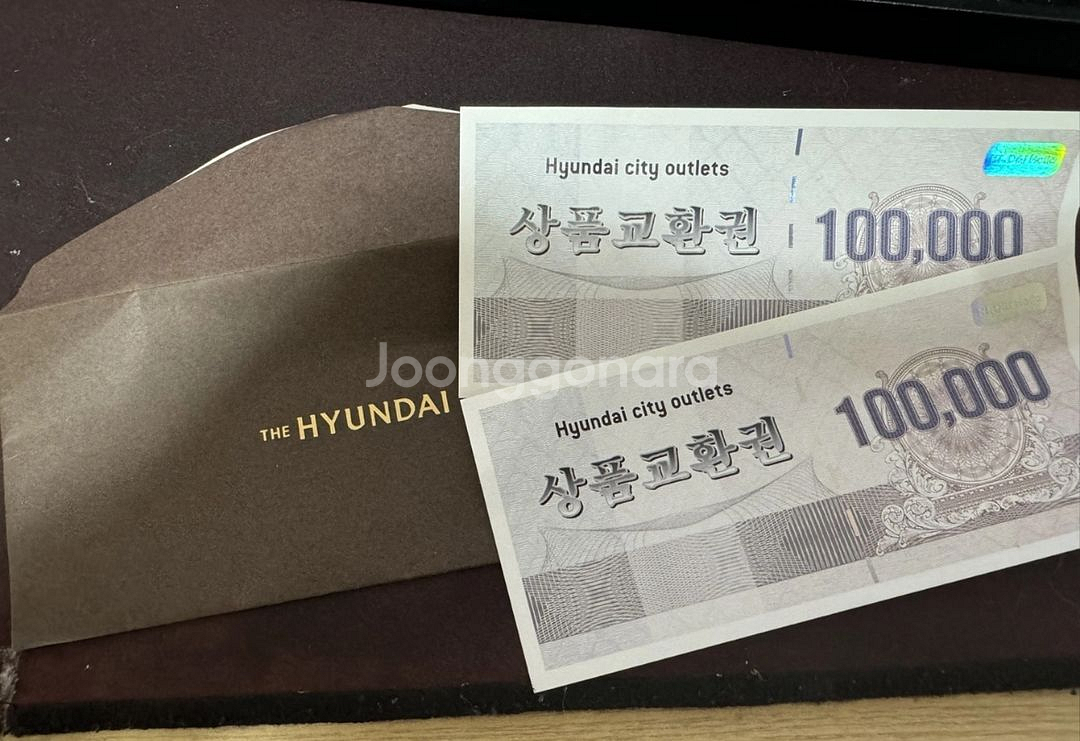 Hyundai city outlets
상품교환권
100,000
Joonggonara
THE HYUNDAI
Hyundai city outlets
상품교환권
100,000